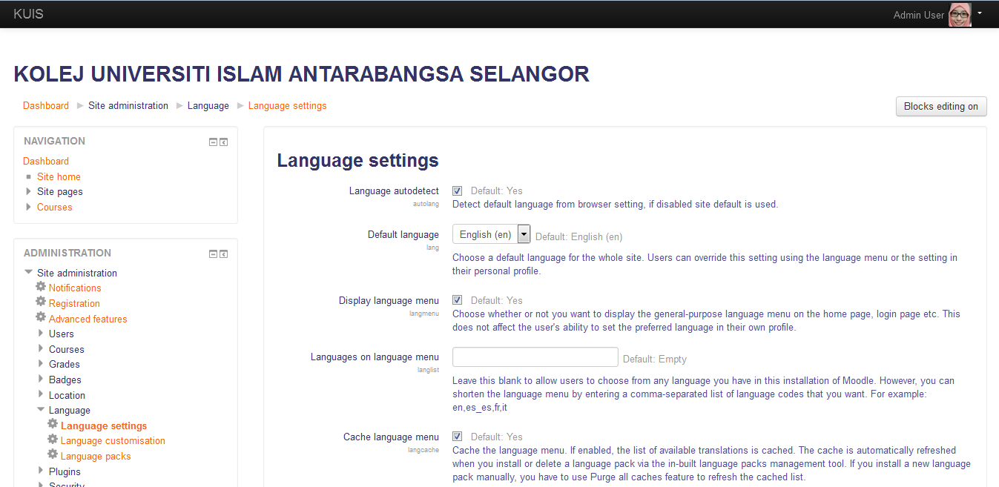 KUIS
Admin User
KOLEJ UNIVERSITI ISLAM ANTARABANGSA SELANGOR
Dashboard Site administration Language Language settings
Blocks editing on
NAVIGATION
Dashboard
Site home
Site pages
Courses
ADMINISTRATION
Site administration
Notifications
Registration
Advanced features
Users
Courses
Grades
Badges
Location
Language
Language settings
Language customisation
Language packs
Plugins
Security
Language settings
Language autodetect Default: Yes
autolang Detect default language from browser setting, if disabled site default is used.
Default language English (en) Default: English (en)
lang
Choose a default language for the whole site. Users can override this setting using the language menu or the setting in
their personal profile.
Display language menu Default: Yes
langmenu Choose whether or not you want to display the general-purpose language menu on the home page, login page etc. This
does not affect the user's ability to set the preferred language in their own profile.
Languages on language menu Default: Empty
langlist
Leave this blank to allow users to choose from any language you have in this installation of Moodle. However, you can
shorten the language menu by entering a comma-separated list of language codes that you want. For example:
en,es_es,fr,it
Cache language menu Default: Yes
langcache Cache the language menu. If enabled, the list of available translations is cached. The cache is automatically refreshed
when you install or delete a language pack via the in-built language packs management tool. If you install a new language
pack manually, you have to use Purge all caches feature to refresh the cached list.